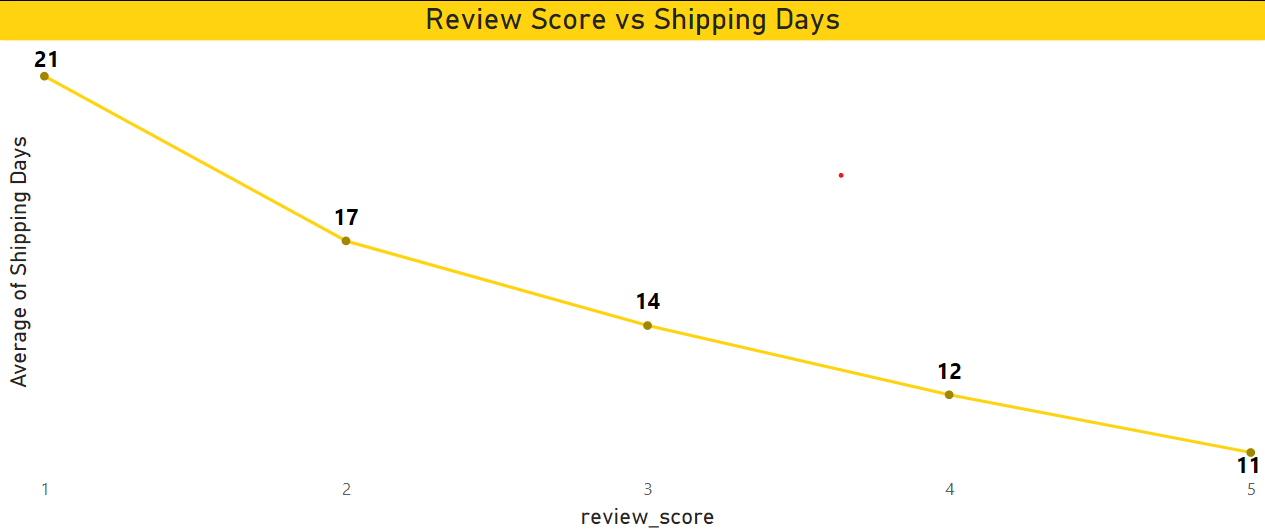 Review Score vs Shipping Days
21
17
14
12
11
Average of Shipping Days
1 2 3 4 5
review_score